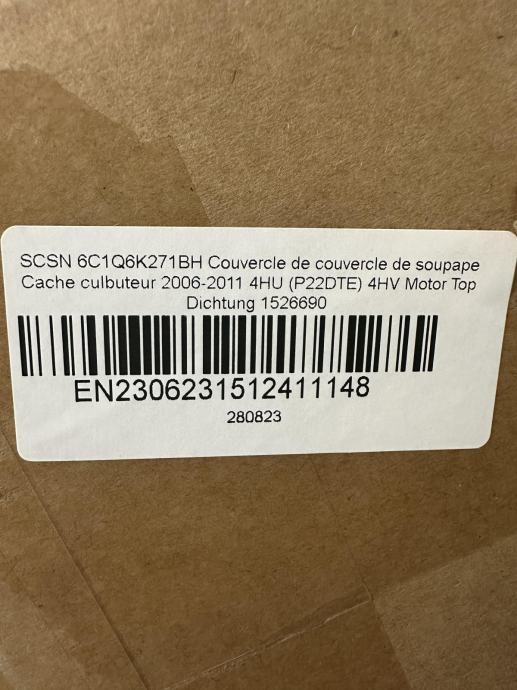 SCSN 6C1Q6K271BH Couvercle de couvercle de soupape
Cache culbuteur 2006-2011 4HU (P22DTE) 4HV Motor Top
Dichtung 1526690
EN2306231512411148
280823